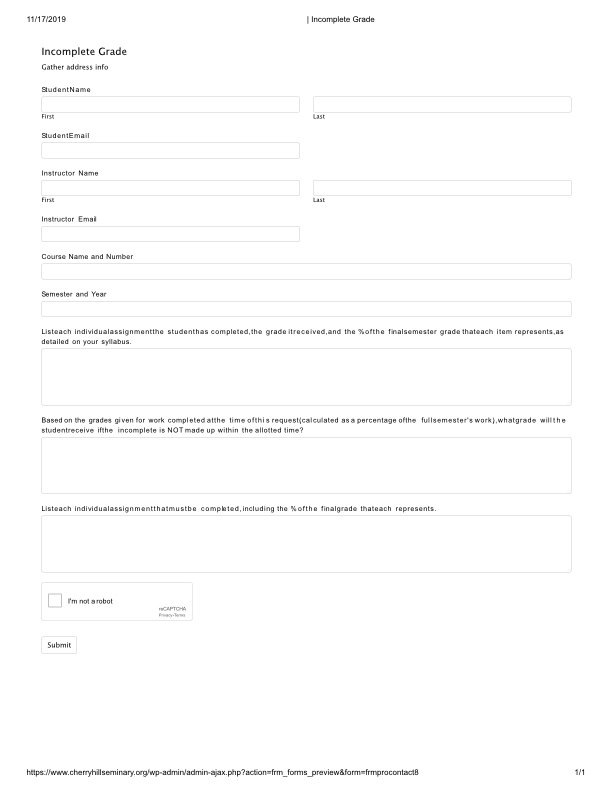 11/17/2019 | Incomplete Grade
Incomplete Grade
Gather address info
StudentName
First Last
StudentEmail
Instructor Name
First Last
Instructor Email
Course Name and Number
Semester and Year
Listeach individualassignmentthe studenthas completed,the grade itreceived,and the %ofthe finalsemester grade thateach item represents,as
detailed on your syllabus.
Based on the grades given for work completed atthe time ofthis request(calculated as a percentage ofthe fullsemester's work),whatgrade willthe
studentreceive ifthe incomplete is NOT made up within the allotted time?
Listeach individualassignmentthatmustbe completed,including the %ofthe finalgrade thateach represents.
I'm not a robot
reCAPTCHA
Privacy - Terms
Submit
https://www.cherryhillseminary.org/wp-admin/admin-ajax.php?action=frm_forms_preview&form=frmprocontact8 1/1